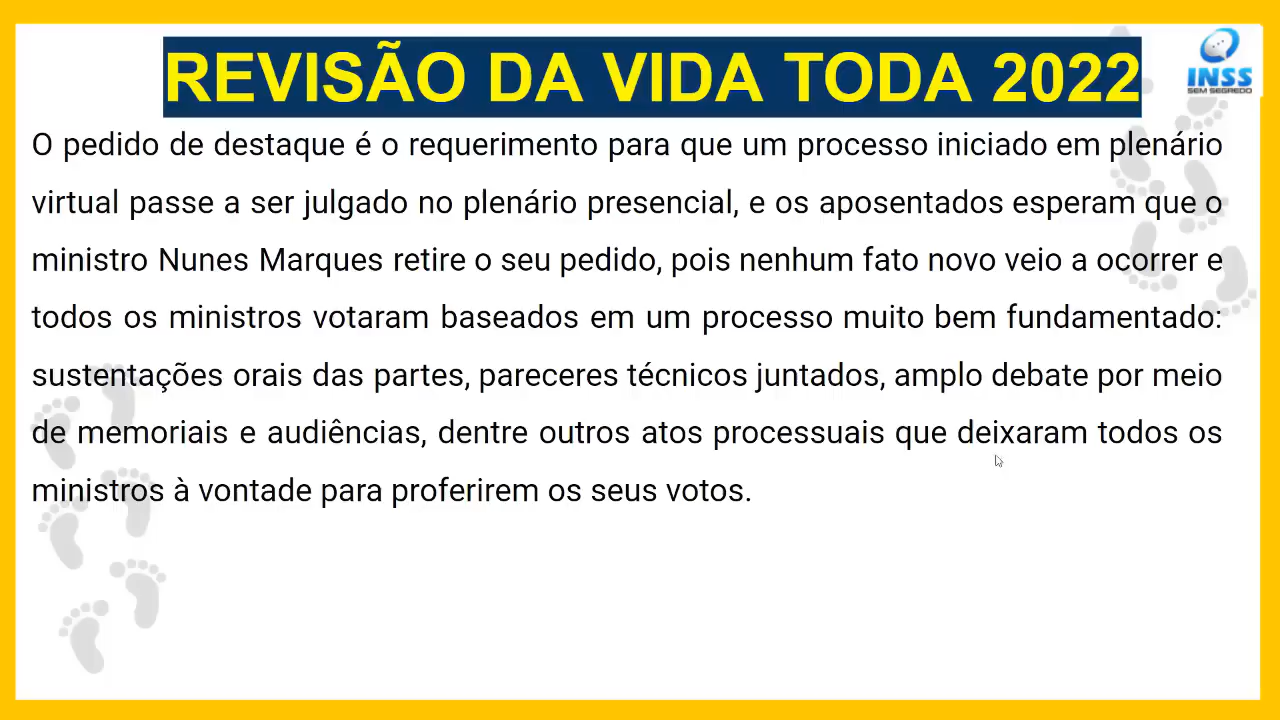 REVISÃO DA VIDA TODA 2022
INSS
SEM SEGREDO
O pedido de destaque é o requerimento para que um processo iniciado em plenário
virtual passe a ser julgado no plenário presencial, e os aposentados esperam que o
ministro Nunes Marques retire o seu pedido, pois nenhum fato novo veio a ocorrer e
todos os ministros votaram baseados em um processo muito bem fundamentado:
sustentações orais das partes, pareceres técnicos juntados, amplo debate por meio
de memoriais e audiências, dentre outros atos processuais que deixaram todos os
ministros à vontade para proferirem os seus votos.